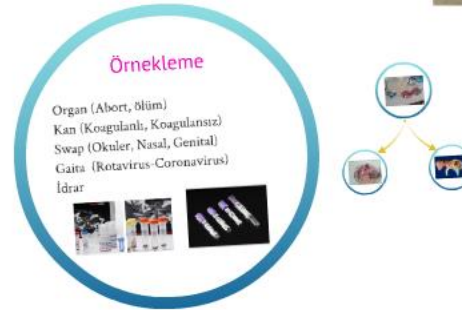 Örnekleme
Organ (Abort, ölüm)
Kan (Koagulanlı, Koagulansız)
Swap (Okuler, Nasal, Genital)
Gaita (Rotavirus-Coronavirus)
İdrar